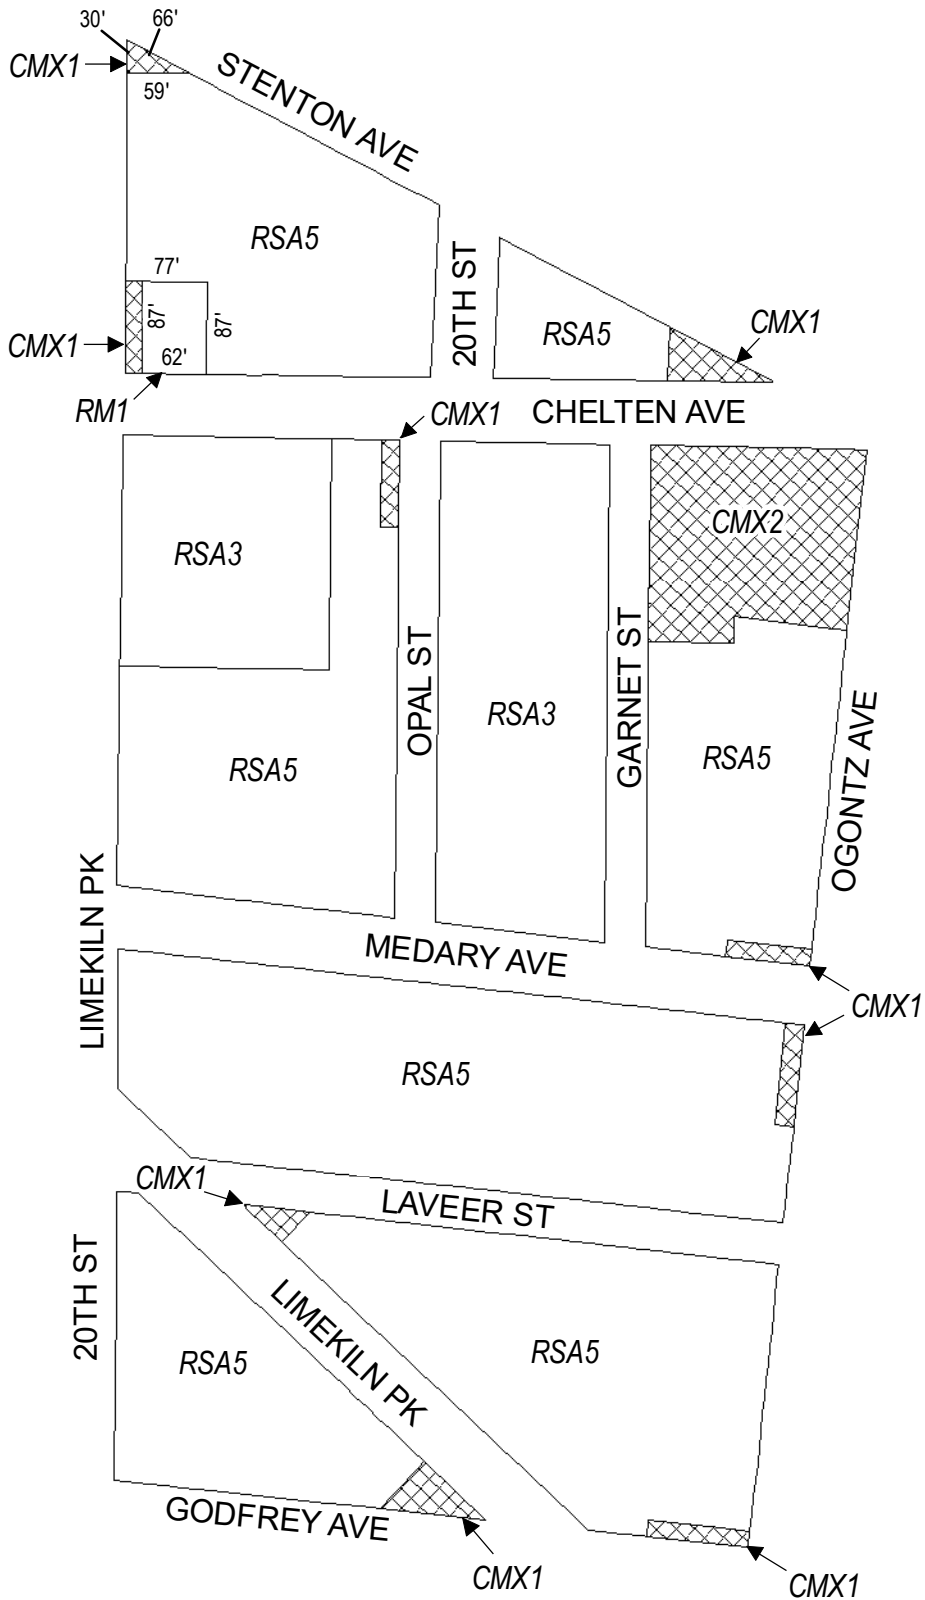 30'
66'
CMX1
59'
STENTON AVE
RSA5
20TH ST
77'
87'
87'
CMX1
62'
RM1
RSA5
CMX1
CMX1
CHELTEN AVE
CMX2
RSA3
OPAL ST
RSA3
GARNET ST
RSA5
RSA5
OGONTZ AVE
LIMEKILN PK
MEDARY AVE
CMX1
RSA5
CMX1
LAVEER ST
20TH ST
LIMEKILN PK
RSA5
RSA5
GODFREY AVE
CMX1
CMX1